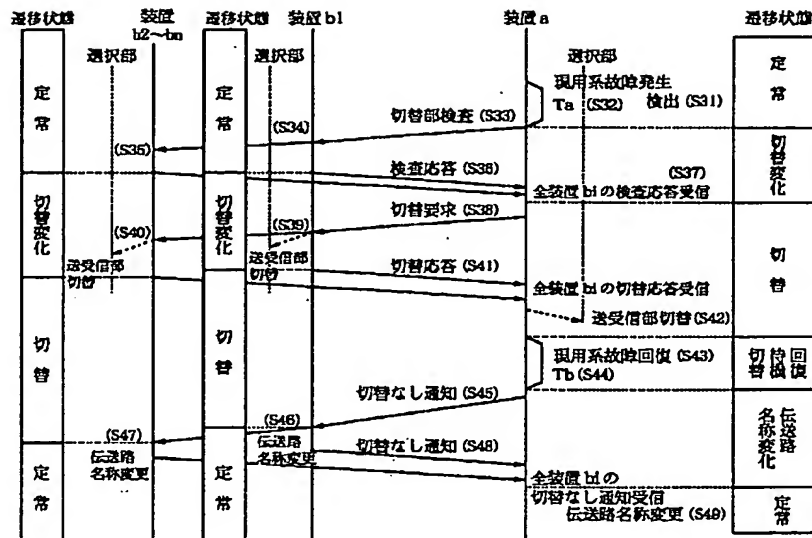 遷移状態
装置
b2～bn
遷移状態
装置b1
装置a
遷移状態
選択部
選択部
選択部
定常
定常
定常
現用系故障発生
Ta (S32) 検出 (S31)
切替部検査 (S33)
(S34)
(S35)
切替変化
検査応答 (S36)
(S37)
全装置biの検査応答受信
切替変化
切替変化
切替要求 (S38)
(S39)
(S40)
送受信部
切替
送受信部
切替
切替
切替応答 (S41)
全装置biの切替応答受信
送受信部切替 (S42)
切替
切替
現用系故障回復 (S43)
Tb (S44)
切替回復待機
切替なし通知 (S45)
(S46)
(S47)
伝送路
名称変更
伝送路
名称変更
切替なし通知 (S48)
伝送路名称変化
定常
定常
全装置biの
切替なし通知受信
伝送路名称変更 (S49)
定常